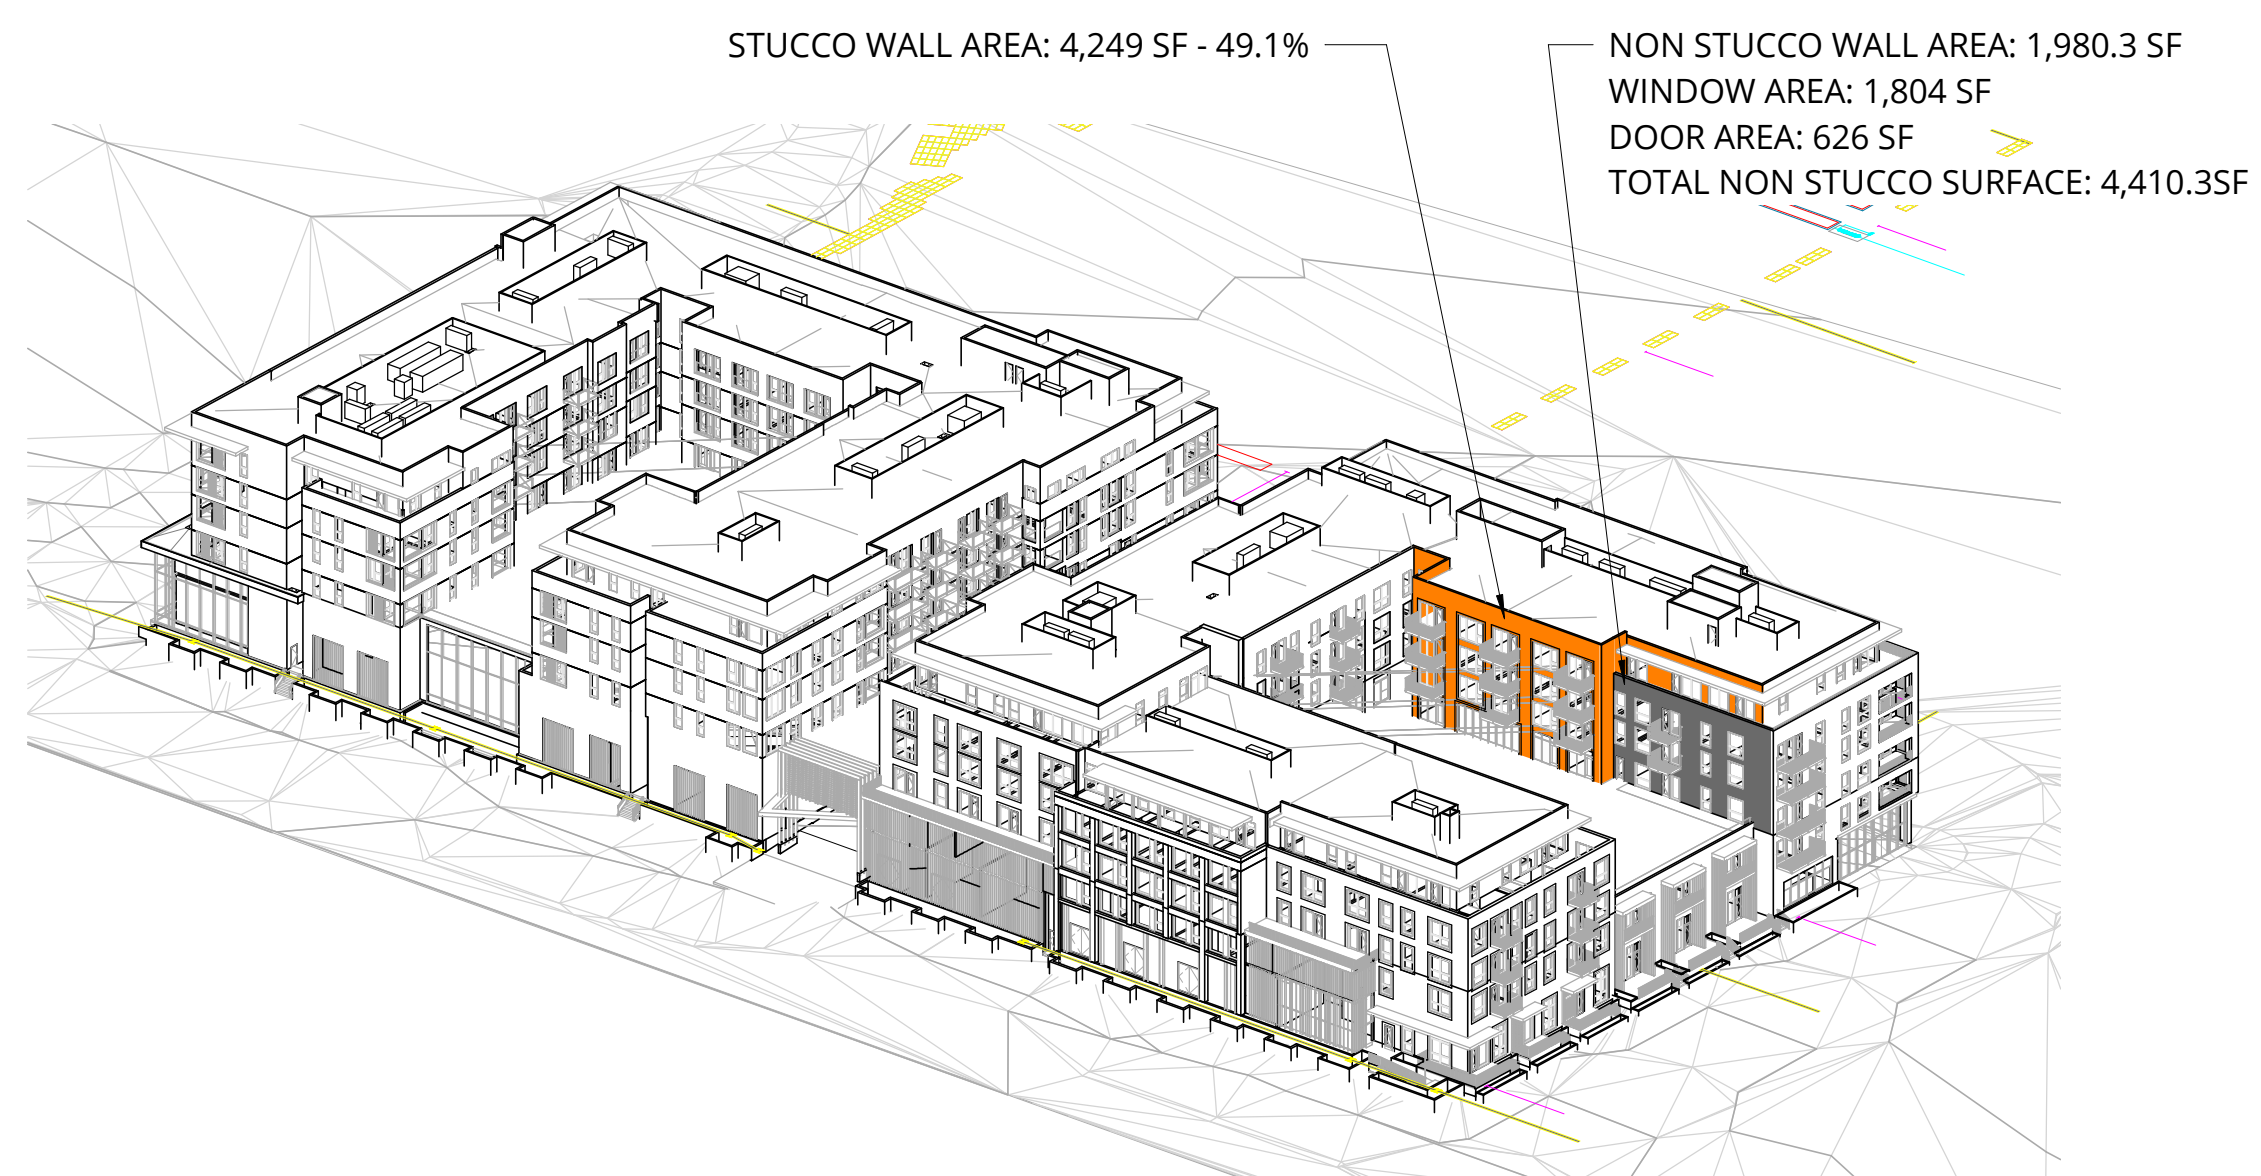 STUCCO WALL AREA: 4,249 SF - 49.1%
NON STUCCO WALL AREA: 1,980.3 SF
WINDOW AREA: 1,804 SF
DOOR AREA: 626 SF
TOTAL NON STUCCO SURFACE: 4,410.3SF